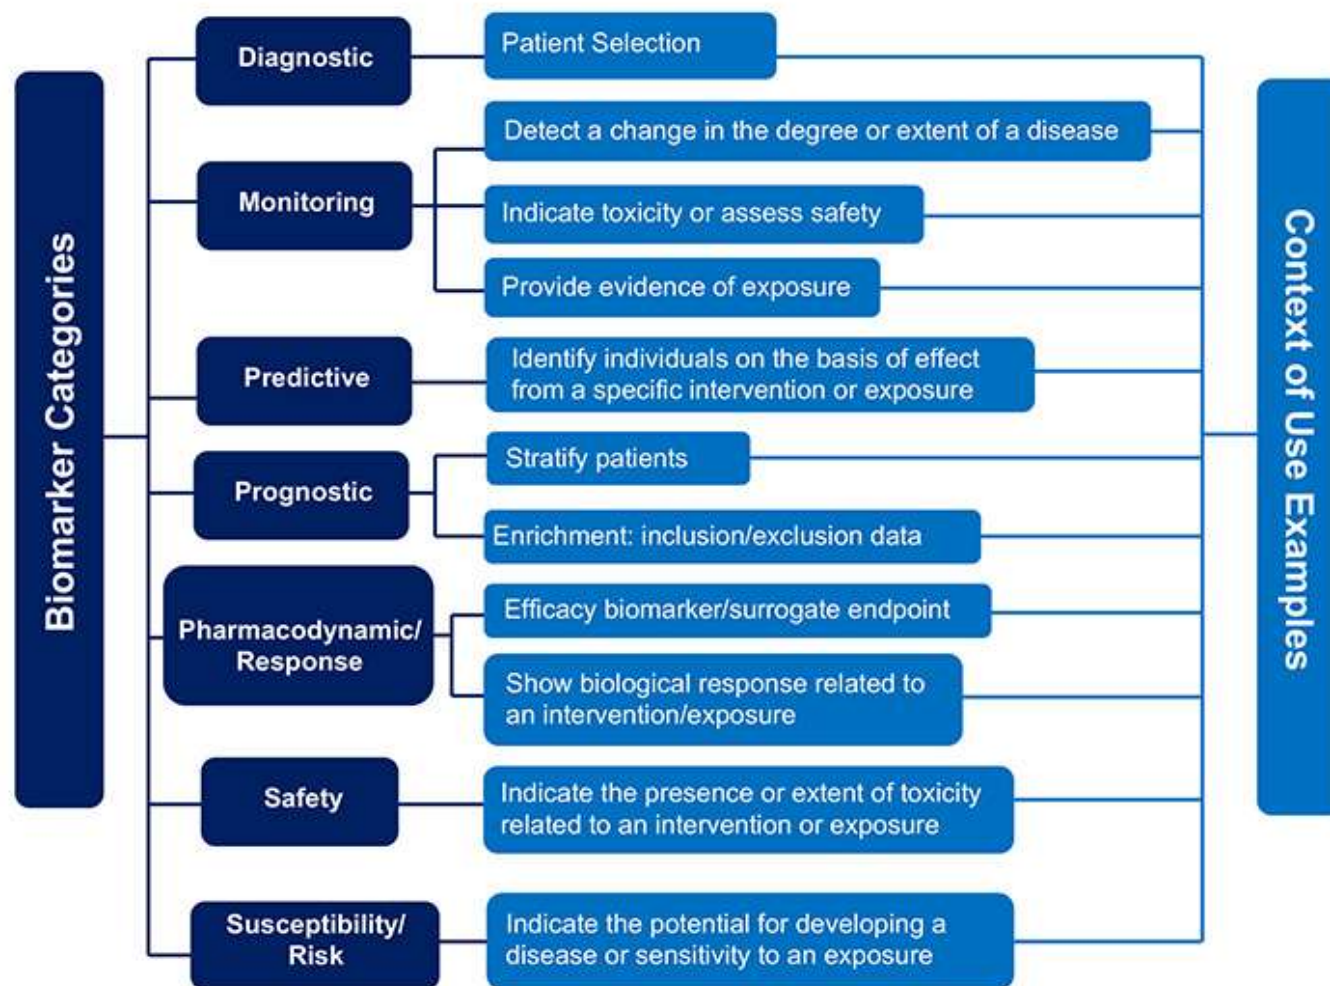 Biomarker Categories
Diagnostic
Patient Selection
Monitoring
Detect a change in the degree or extent of a disease
Indicate toxicity or assess safety
Provide evidence of exposure
Predictive
Identify individuals on the basis of effect
from a specific intervention or exposure
Prognostic
Stratify patients
Enrichment: inclusion/exclusion data
Pharmacodynamic/
Response
Efficacy biomarker/surrogate endpoint
Show biological response related to
an intervention/exposure
Safety
Indicate the presence or extent of toxicity
related to an intervention or exposure
Susceptibility/
Risk
Indicate the potential for developing a
disease or sensitivity to an exposure
Context of Use Examples